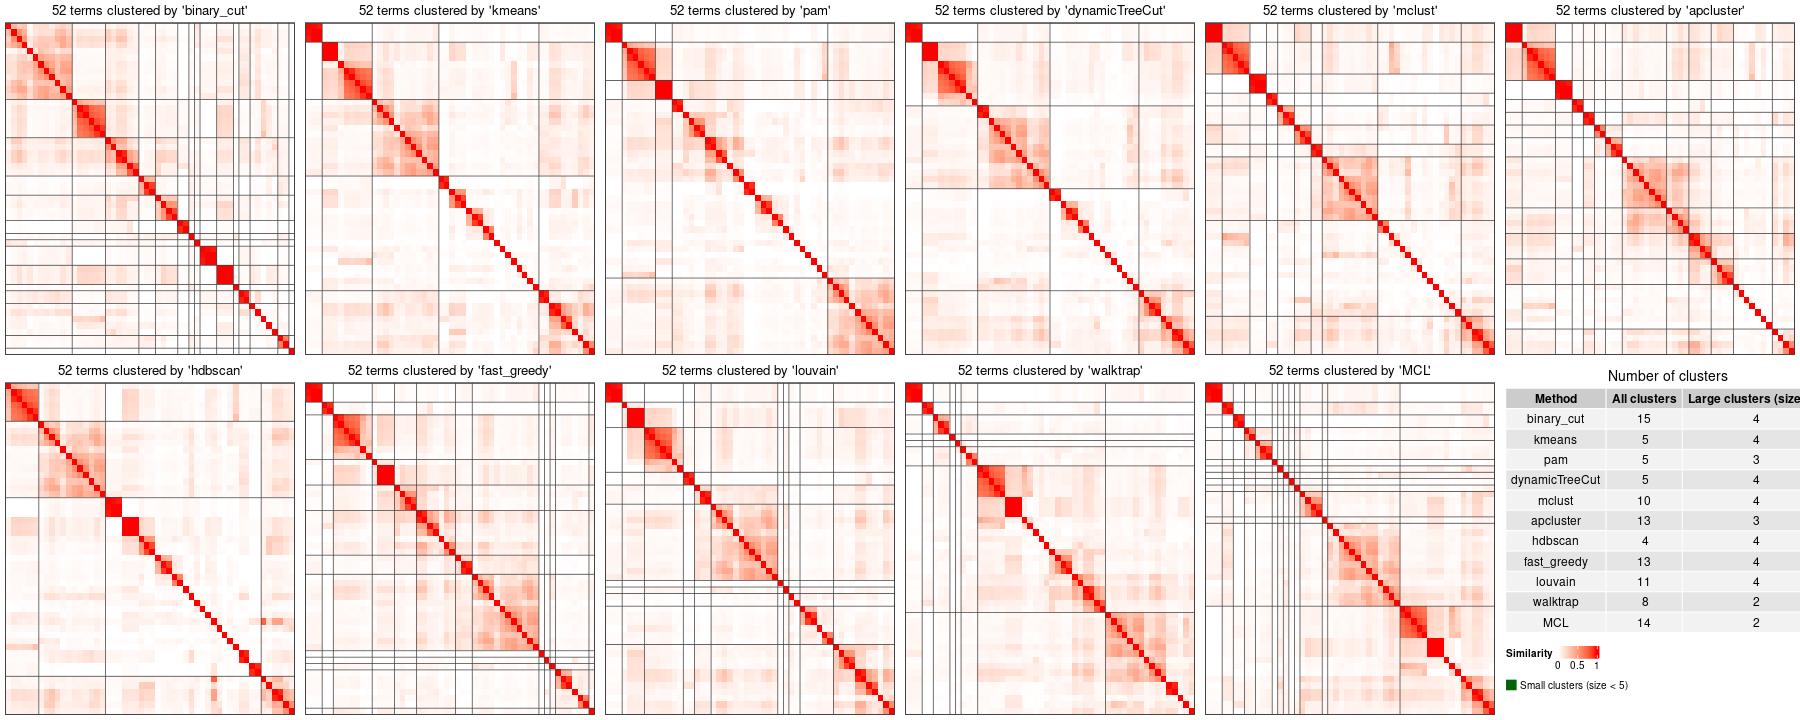 52 terms clustered by 'binary_cut'
52 terms clustered by 'kmeans'
52 terms clustered by 'pam'
52 terms clustered by 'dynamicTreeCut'
52 terms clustered by 'mclust'
52 terms clustered by 'apcluster'
52 terms clustered by 'hdbscan'
52 terms clustered by 'fast_greedy'
52 terms clustered by 'louvain'
52 terms clustered by 'walktrap'
52 terms clustered by 'MCL'
Number of clusters
Method All clusters Large clusters (size
binary_cut 15 4
kmeans 5 4
pam 5 3
dynamicTreeCut 5 4
mclust 10 4
apcluster 13 3
hdbscan 4 4
fast_greedy 13 4
louvain 11 4
walktrap 8 2
MCL 14 2
Similarity
0 0.5 1
Small clusters (size < 5)